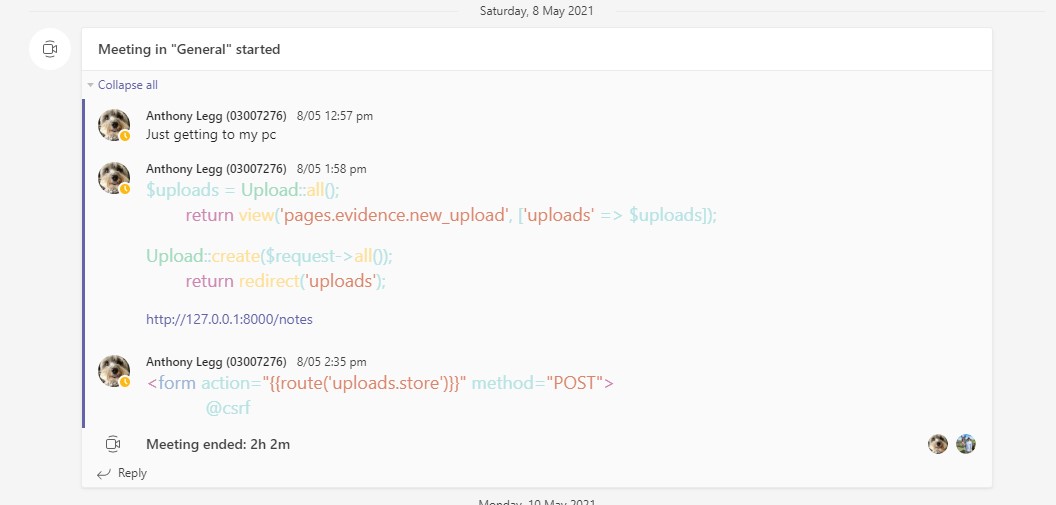 Saturday, 8 May 2021
Meeting in "General" started
Collapse all
Anthony Legg (03007276) 8/05 12:57 pm
Just getting to my pc
Anthony Legg (03007276) 8/05 1:58 pm
$uploads = Upload::all();
return view('pages.evidence.new_upload', ['uploads' => $uploads]);
Upload::create($request->all());
return redirect('uploads');
http://127.0.0.1:8000/notes
Anthony Legg (03007276) 8/05 2:35 pm
<form action="{{route('uploads.store')}}" method="POST">
@csrf
Meeting ended: 2h 2m
Reply
Monday, 10 May 2021